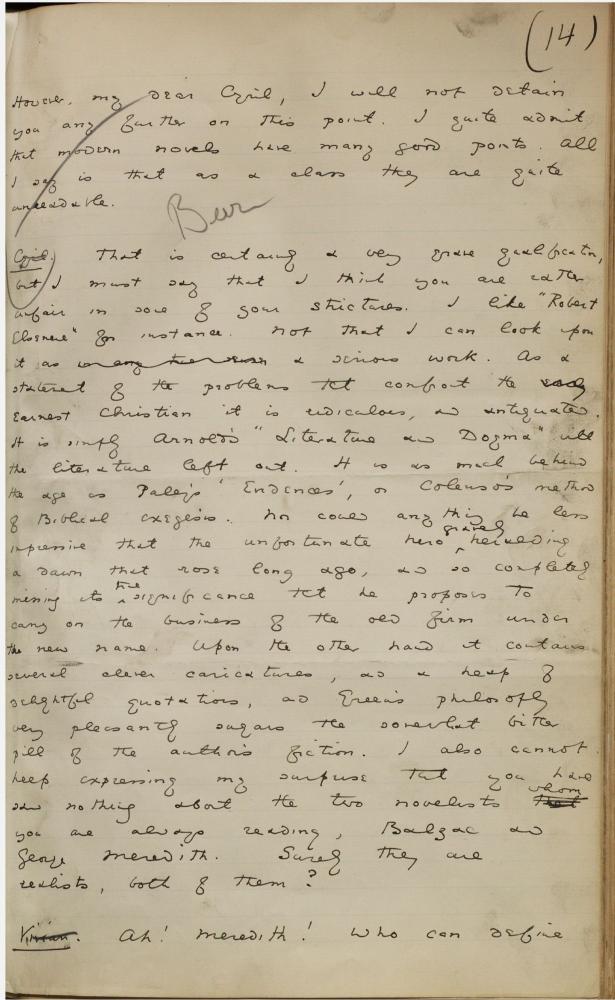 (14)
However, my dear Cyril, I will not detain
you any further on this point. I quite admit
that modern novels have many good points. All
I say is that as a class they are quite
unreadable.
Cyril. That is certainly a very grave qualification,
but I must say that I think you are rather
unfair in some of your strictures. I like "Robert
Elsmere" for instance. Not that I can look upon
it as a serious work. As a
statement of the problems that confront the
earnest Christian it is ridiculous, and antiquated.
It is simply Arnold's "Literature and Dogma" with
the literature left out. It is as much behind
the age as Paley's 'Evidences', or Colenso's method
of Biblical exegesis. Nor could anything be less
impressive than the unfortunate hero gravely heralding
a dawn that rose long ago, and so completely
missing its true significance that he proposes to
carry on the business of the old firm under
the new name. Upon the other hand it contains
several clever caricatures, and a heap of
delightful quotations, and Green's philosophy
very pleasantly sugars the somewhat bitter
pill of the author's fiction. I also cannot
help expressing my surprise that you have
said nothing about the two novelists whom
you are always reading, Balzac and
George Meredith. Surely they are
realists, both of them?
Vivian. Ah! Meredith! Who can define